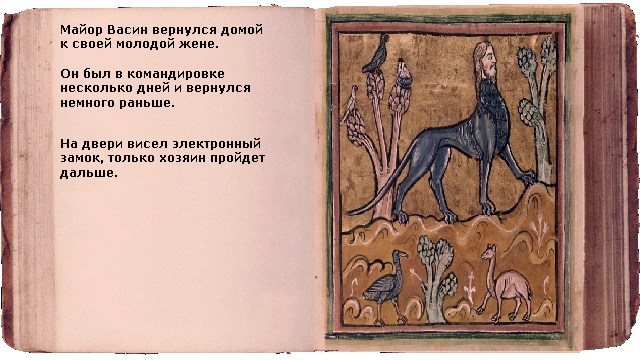 Майор Васин вернулся домой
к своей молодой жене.
Он был в командировке
несколько дней и вернулся
немного раньше.
На двери висел электронный
замок, только хозяин пройдет
дальше.